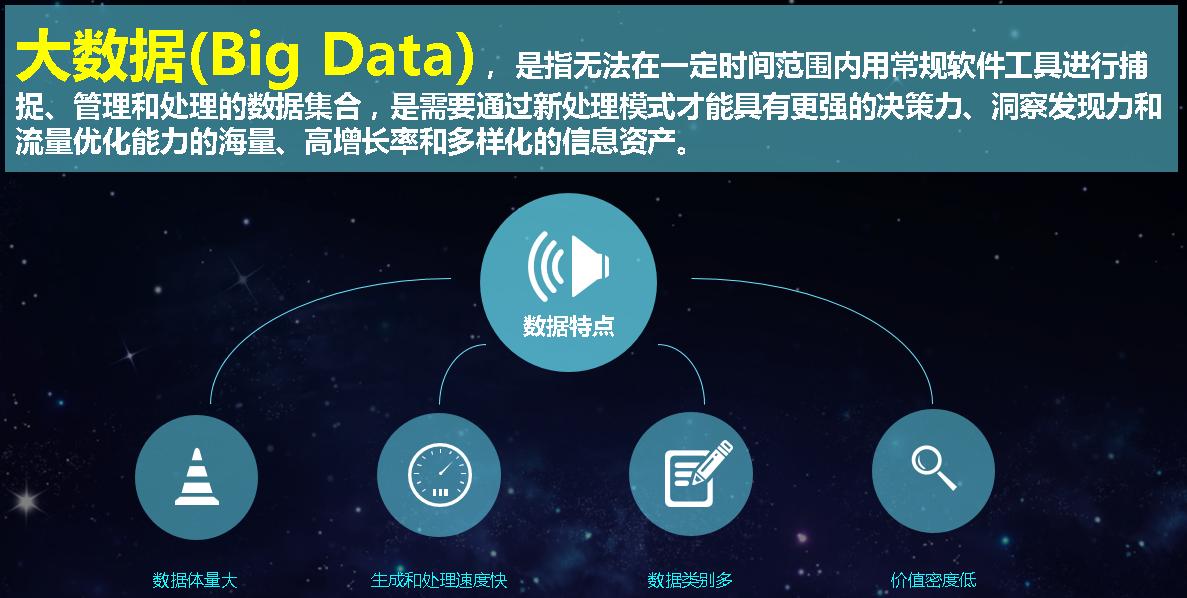 大数据(Big Data)，是指无法在一定时间范围内用常规软件工具进行捕
捉、管理和处理的数据集合，是需要通过新处理模式才能具有更强的决策力、洞察发现力和
流量优化能力的海量、高增长率和多样化的信息资产。
数据特点
数据体量大
生成和处理速度快
数据类别多
价值密度低